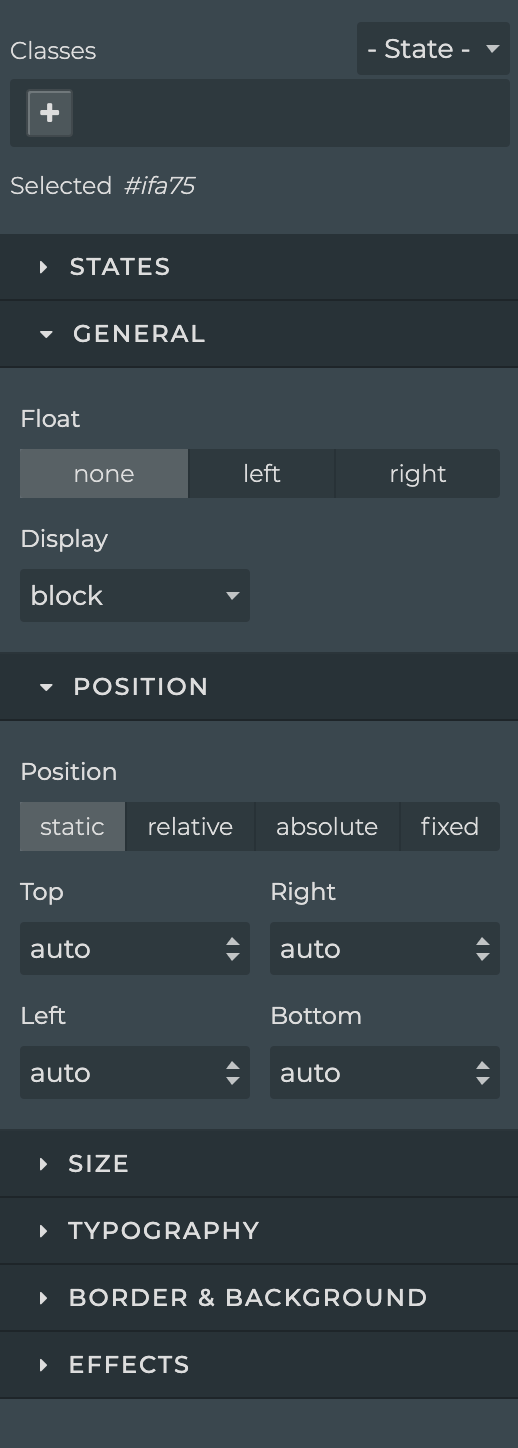 Classes
- State -
Selected #ifa75
STATES
GENERAL
Float
none left right
Display
block
POSITION
Position
static relative absolute fixed
Top Right
auto auto
Left Bottom
auto auto
SIZE
TYPOGRAPHY
BORDER & BACKGROUND
EFFECTS